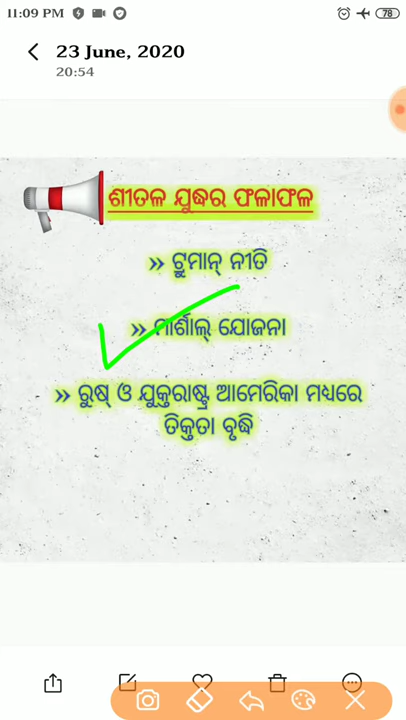 11:09 PM
78
23 June, 2020
20:54
ଶୀତଳ ଯୁଦ୍ଧର ଫଳାଫଳ
» ଟ୍ରୁମାନ୍ ନୀତି
» ମାର୍ଶାଲ୍ ଯୋଜନା
» ରୁଷ୍ ଓ ଯୁକ୍ତରାଷ୍ଟ୍ର ଆମେରିକା ମଧ୍ୟରେ
ତିକ୍ତତା ବୃଦ୍ଧି